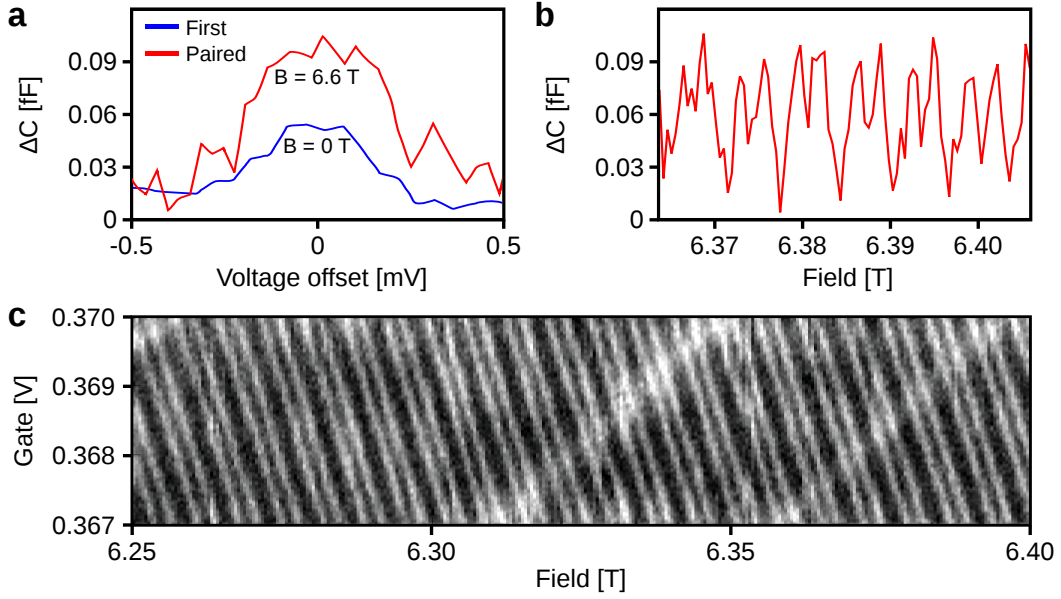 a
First
Paired
B = 6.6 T
B = 0 T
0.09
0.06
0.03
0
-0.5
0
0.5
ΔC [fF]
Voltage offset [mV]
b
0.09
0.06
0.03
0
6.37
6.38
6.39
6.40
ΔC [fF]
Field [T]
c
0.370
0.369
0.368
0.367
Gate [V]
6.25
6.30
6.35
6.40
Field [T]